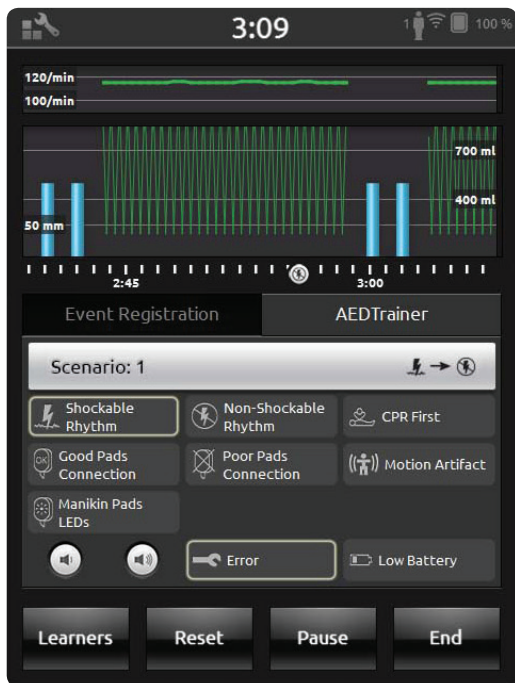 3:09
1
100 %
120/min
100/min
700 ml
400 ml
50 mm
2:45
3:00
Event Registration
AEDTrainer
Scenario: 1
Shockable
Rhythm
Non-Shockable
Rhythm
CPR First
OK
Good Pads
Connection
Poor Pads
Connection
Motion Artifact
Manikin Pads
LEDs
Error
Low Battery
Learners
Reset
Pause
End